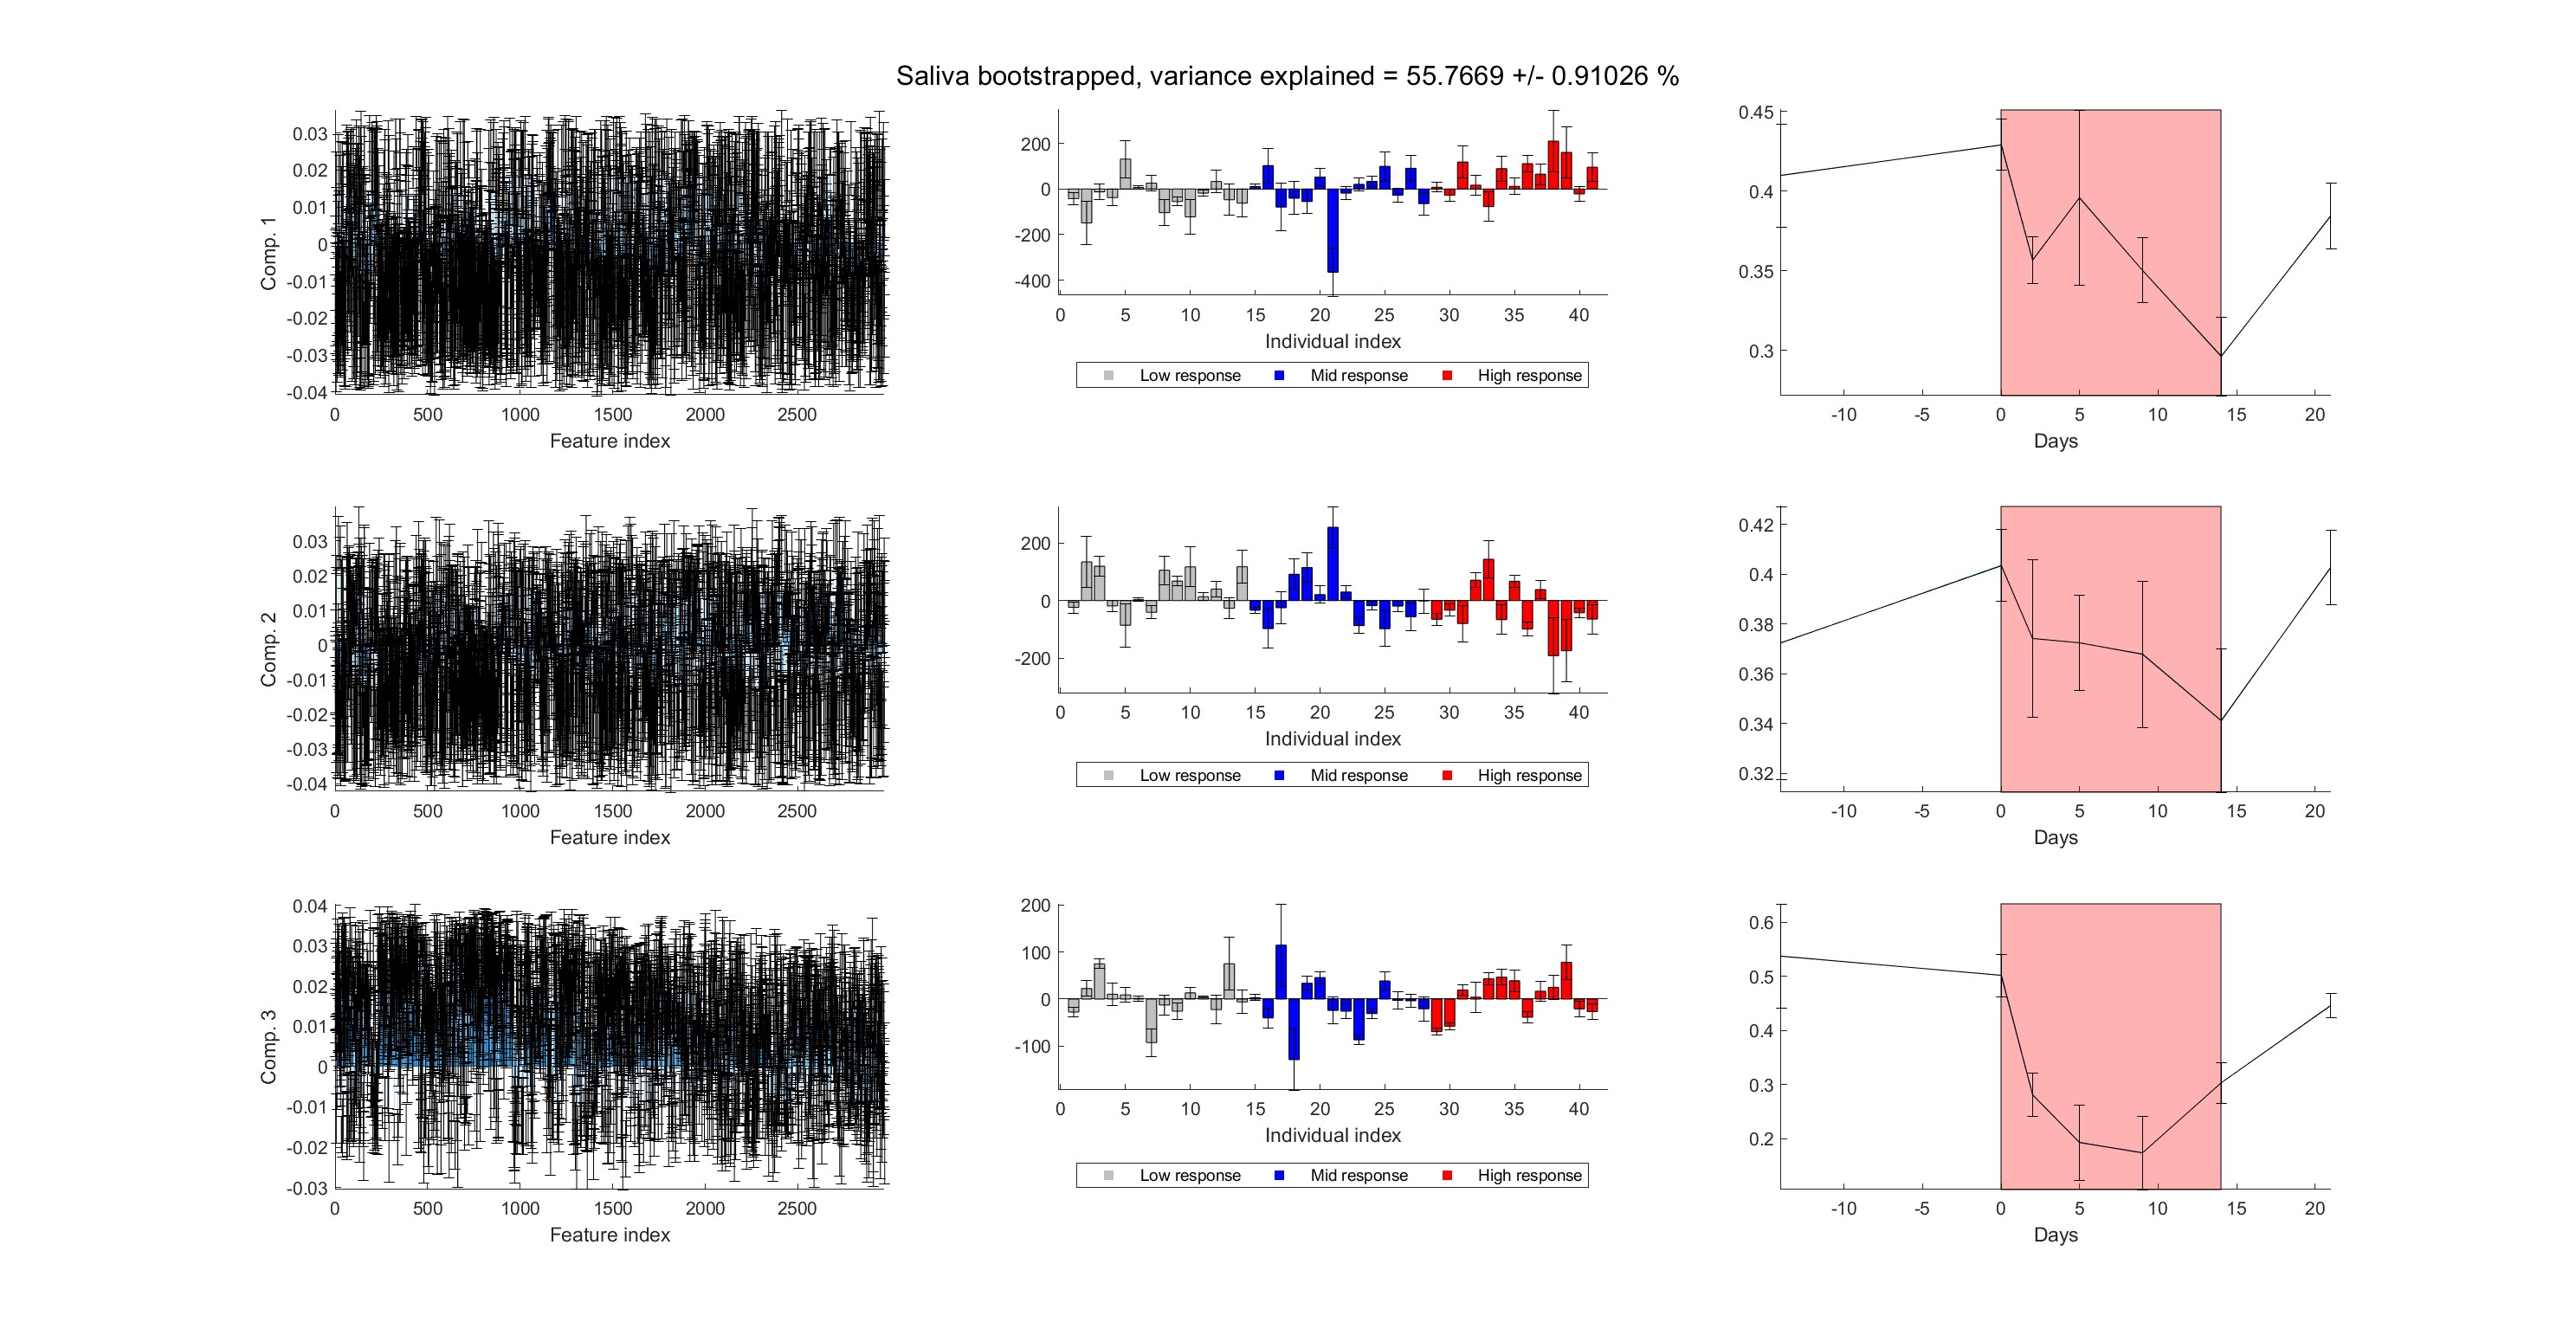 Saliva bootstrapped, variance explained = 55.7669 +/- 0.91026 %
Comp. 1
0.03
0.02
0.01
0
-0.01
-0.02
-0.03
-0.04
0 500 1000 1500 2000 2500
Feature index
200
0
-200
-400
0 5 10 15 20 25 30 35 40
Individual index
Low response Mid response High response
0.45
0.4
0.35
0.3
-10 -5 0 5 10 15 20
Days
Comp. 2
0.03
0.02
0.01
0
-0.01
-0.02
-0.03
-0.04
0 500 1000 1500 2000 2500
Feature index
200
0
-200
0 5 10 15 20 25 30 35 40
Individual index
Low response Mid response High response
0.42
0.4
0.38
0.36
0.34
0.32
-10 -5 0 5 10 15 20
Days
Comp. 3
0.04
0.03
0.02
0.01
0
-0.01
-0.02
-0.03
0 500 1000 1500 2000 2500
Feature index
200
100
0
-100
0 5 10 15 20 25 30 35 40
Individual index
Low response Mid response High response
0.6
0.5
0.4
0.3
0.2
-10 -5 0 5 10 15 20
Days